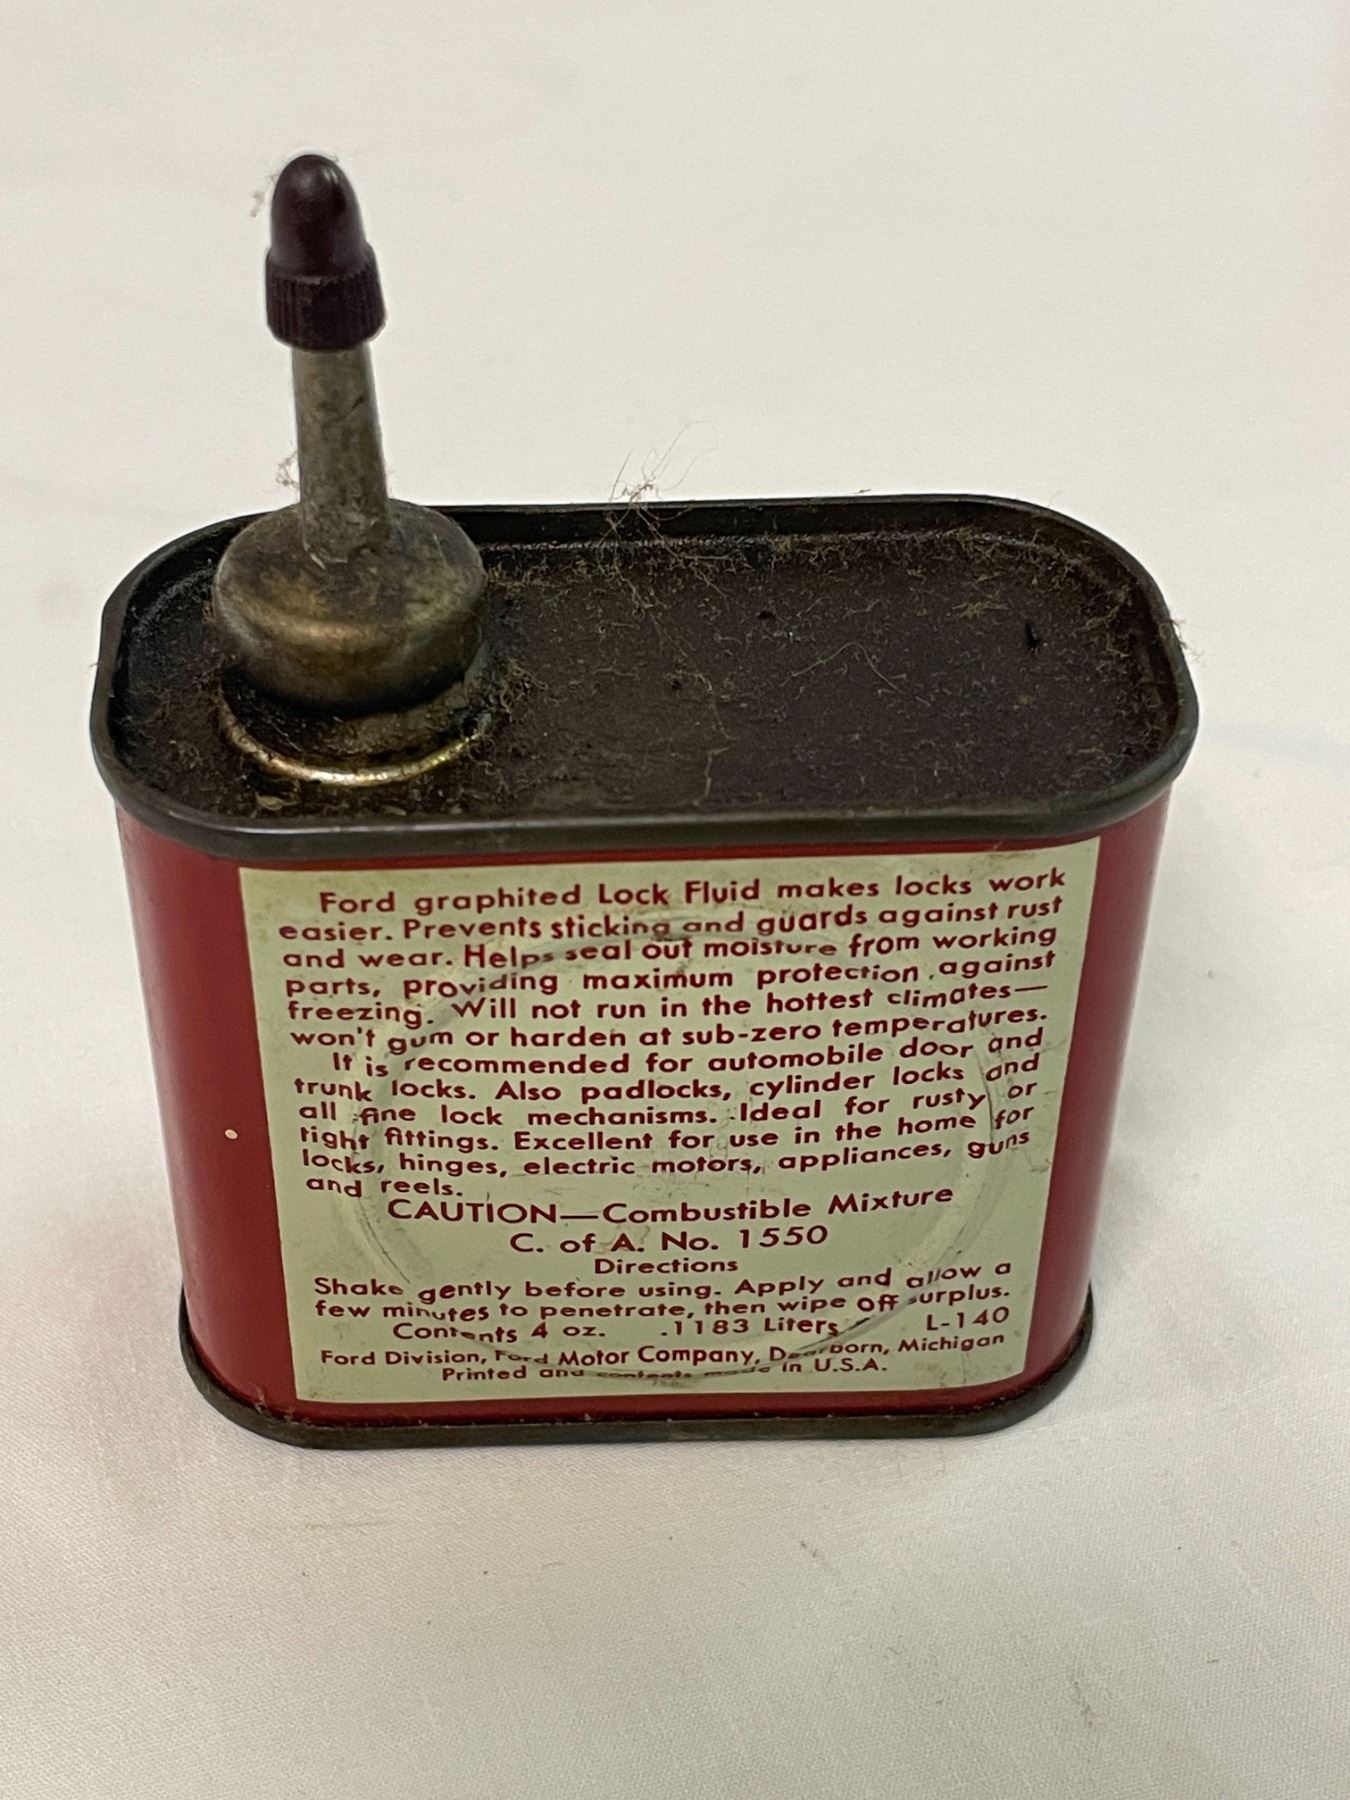 Ford graphited Lock Fluid makes locks work
easier. Prevents sticking and guards against rust
and wear. Helps seal out moisture from working
parts, providing maximum protection against
freezing. Will not run in the hottest climates—
won't gum or harden at sub-zero temperatures.
It is recommended for automobile door and
trunk locks. Also padlocks, cylinder locks and
all fine lock mechanisms. Ideal for rusty or
tight fittings. Excellent for use in the home for
locks, hinges, electric motors, appliances, guns
and reels.
CAUTION—Combustible Mixture
C. of A. No. 1550
Directions
Shake gently before using. Apply and allow a
few minutes to penetrate, then wipe off surplus.
Contents 4 oz. .1183 Liters L-140
Ford Division, Ford Motor Company, Dearborn, Michigan
Printed and contents made in U.S.A.